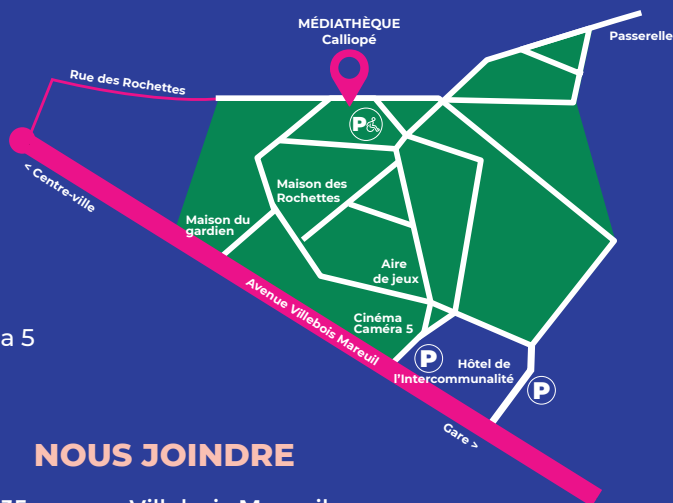 MÉDIATHÈQUE
Calliopé
Passerelle
Rue des Rochettes
P
< Centre-ville
Maison des
Rochettes
Maison du
gardien
Aire
de jeux
Avenue Villebois Mareuil
Cinéma
Caméra 5
a 5
P
Hôtel de
l'Intercommunalité
P
Gare >
NOUS JOINDRE